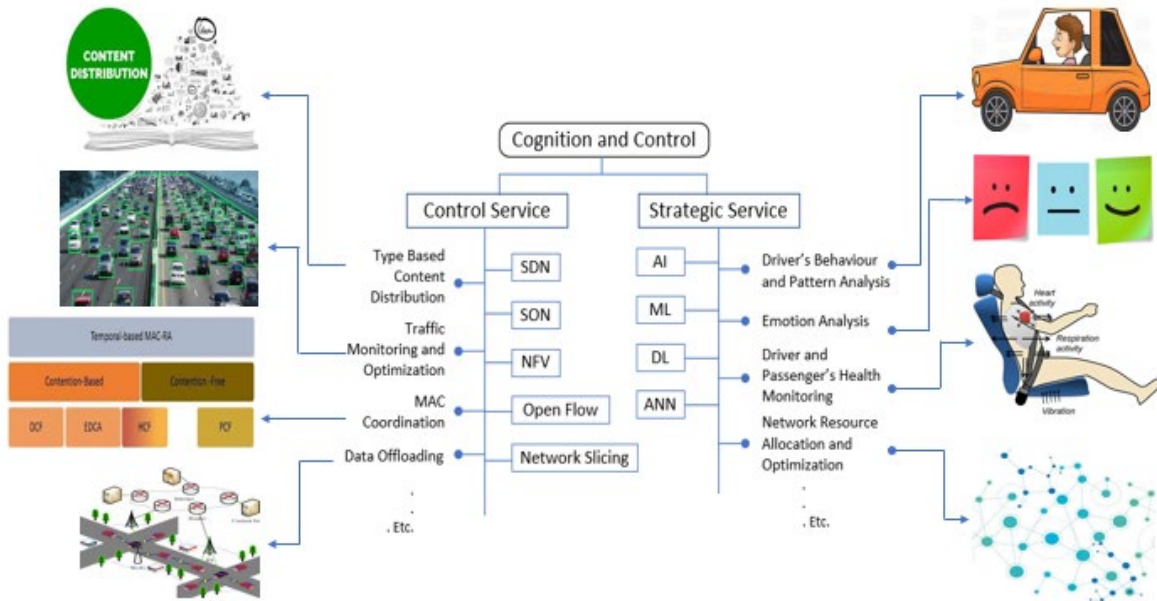 CONTENT
DISTRIBUTION
Cognition and Control
Control Service
Strategic Service
Type Based
Content
Distribution
Traffic
Monitoring and
Optimization
MAC
Coordination
Data Offloading
.
.
. Etc.
SDN
SON
NFV
Open Flow
Network Slicing
AI
ML
DL
ANN
Driver's Behaviour
and Pattern Analysis
Emotion Analysis
Driver and
Passenger's Health
Monitoring
Network Resource
Allocation and
Optimization
.
.
. Etc.
Temporal-based MAC-RA
Contention-Based
Contention -Free
DCF
EDCA
HCF
PCF
Heart
activity
Respiration
activity
Vibration